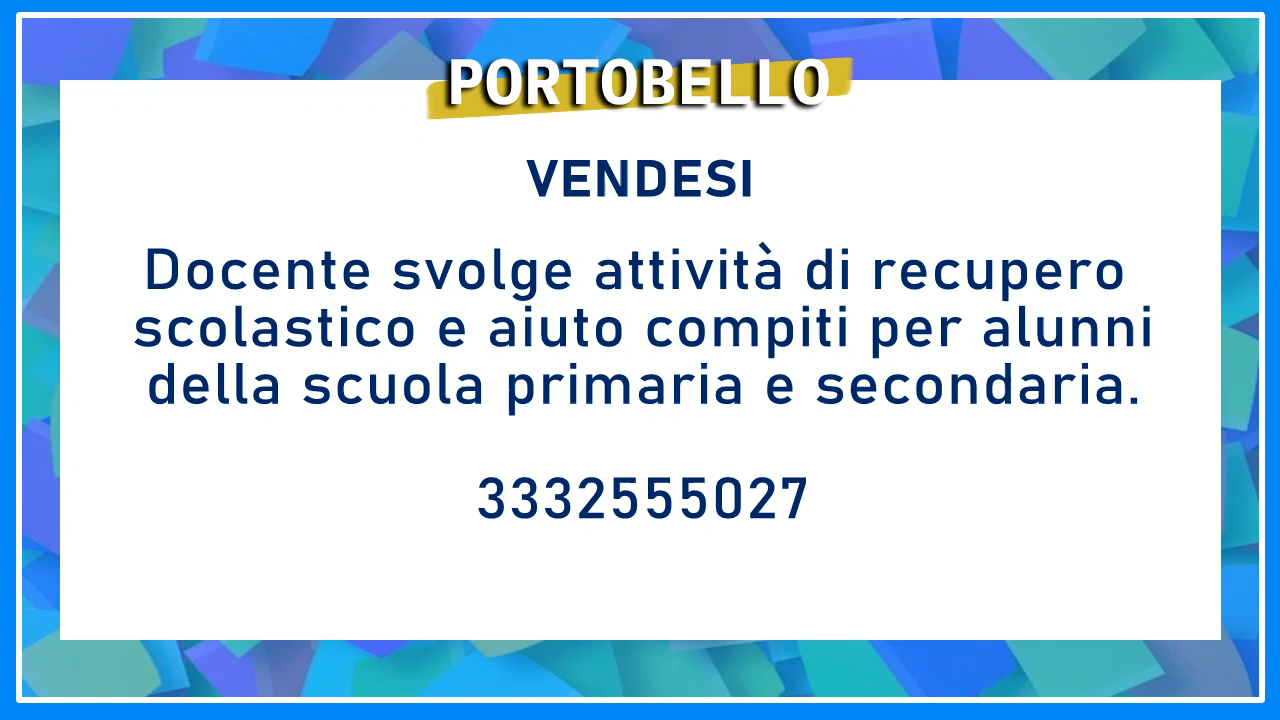 PORTOBELLO
VENDESI
Docente svolge attività di recupero
scolastico e aiuto compiti per alunni
della scuola primaria e secondaria.
3332555027